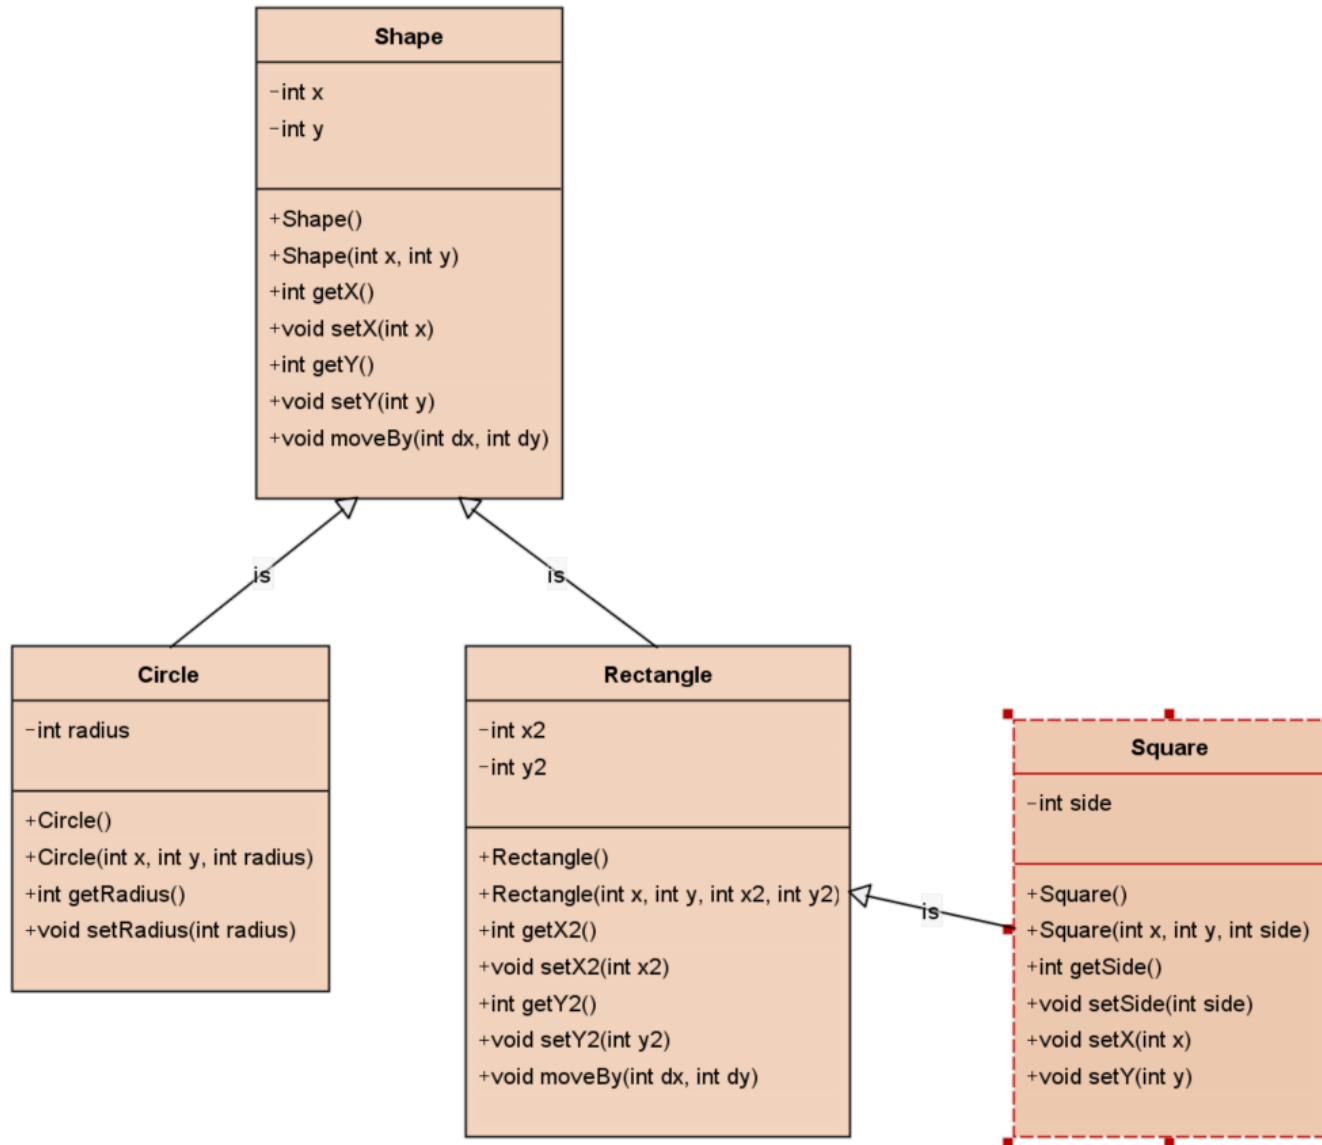 Shape
-int x
-int y
+Shape()
+Shape(int x, int y)
+int getX()
+void setX(int x)
+int getY()
+void setY(int y)
+void moveBy(int dx, int dy)
is
is
Circle
-int radius
+Circle()
+Circle(int x, int y, int radius)
+int getRadius()
+void setRadius(int radius)
Rectangle
-int x2
-int y2
+Rectangle()
+Rectangle(int x, int y, int x2, int y2)
+int getX2()
+void setX2(int x2)
+int getY2()
+void setY2(int y2)
+void moveBy(int dx, int dy)
is
Square
-int side
+Square()
+Square(int x, int y, int side)
+int getSide()
+void setSide(int side)
+void setX(int x)
+void setY(int y)